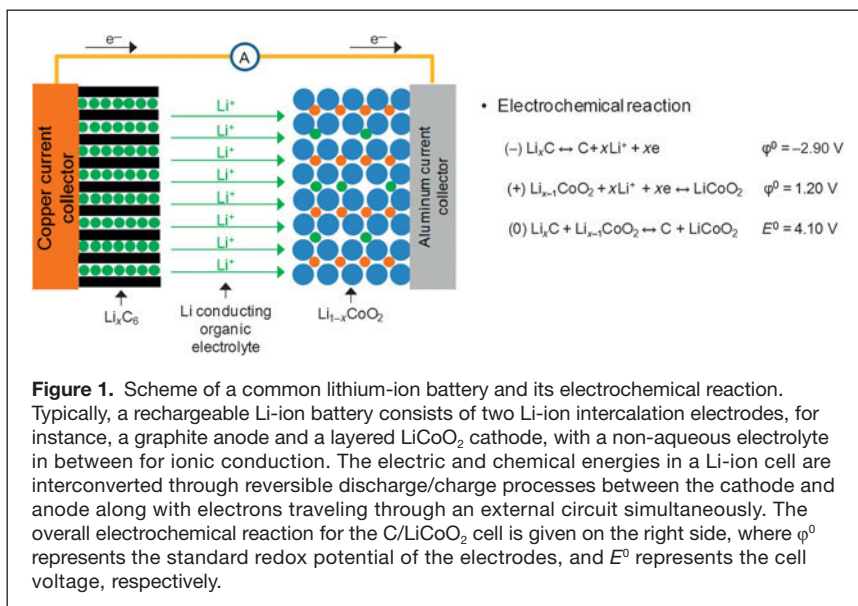 e⁻
e⁻
A
Copper current
collector
Li⁺
Li⁺
Li⁺
Li⁺
Li⁺
Li⁺
Li⁺
Li⁺
Aluminum current
collector
LiₓC₆
Li conducting
organic
electrolyte
Li₁₋ₓCoO₂
• Electrochemical reaction
(−) LiₓC ↔ C + xLi⁺ + xe φ⁰ = −2.90 V
(+) Liₓ₋₁CoO₂ + xLi⁺ + xe ↔ LiCoO₂ φ⁰ = 1.20 V
(0) LiₓC + Liₓ₋₁CoO₂ ↔ C + LiCoO₂ E⁰ = 4.10 V
Figure 1. Scheme of a common lithium-ion battery and its electrochemical reaction.
Typically, a rechargeable Li-ion battery consists of two Li-ion intercalation electrodes, for
instance, a graphite anode and a layered LiCoO₂ cathode, with a non-aqueous electrolyte
in between for ionic conduction. The electric and chemical energies in a Li-ion cell are
interconverted through reversible discharge/charge processes between the cathode and
anode along with electrons traveling through an external circuit simultaneously. The
overall electrochemical reaction for the C/LiCoO₂ cell is given on the right side, where φ⁰
represents the standard redox potential of the electrodes, and E⁰ represents the cell
voltage, respectively.